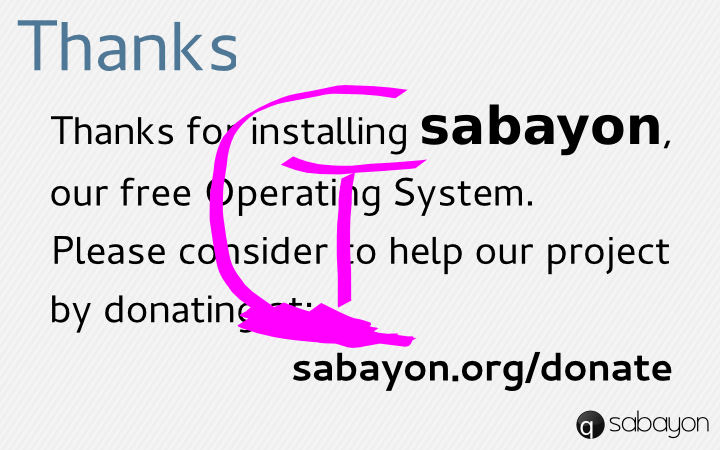 Thanks
Thanks for installing sabayon,
our free Operating System.
Please consider to help our project
by donating at:
sabayon.org/donate
sabayon